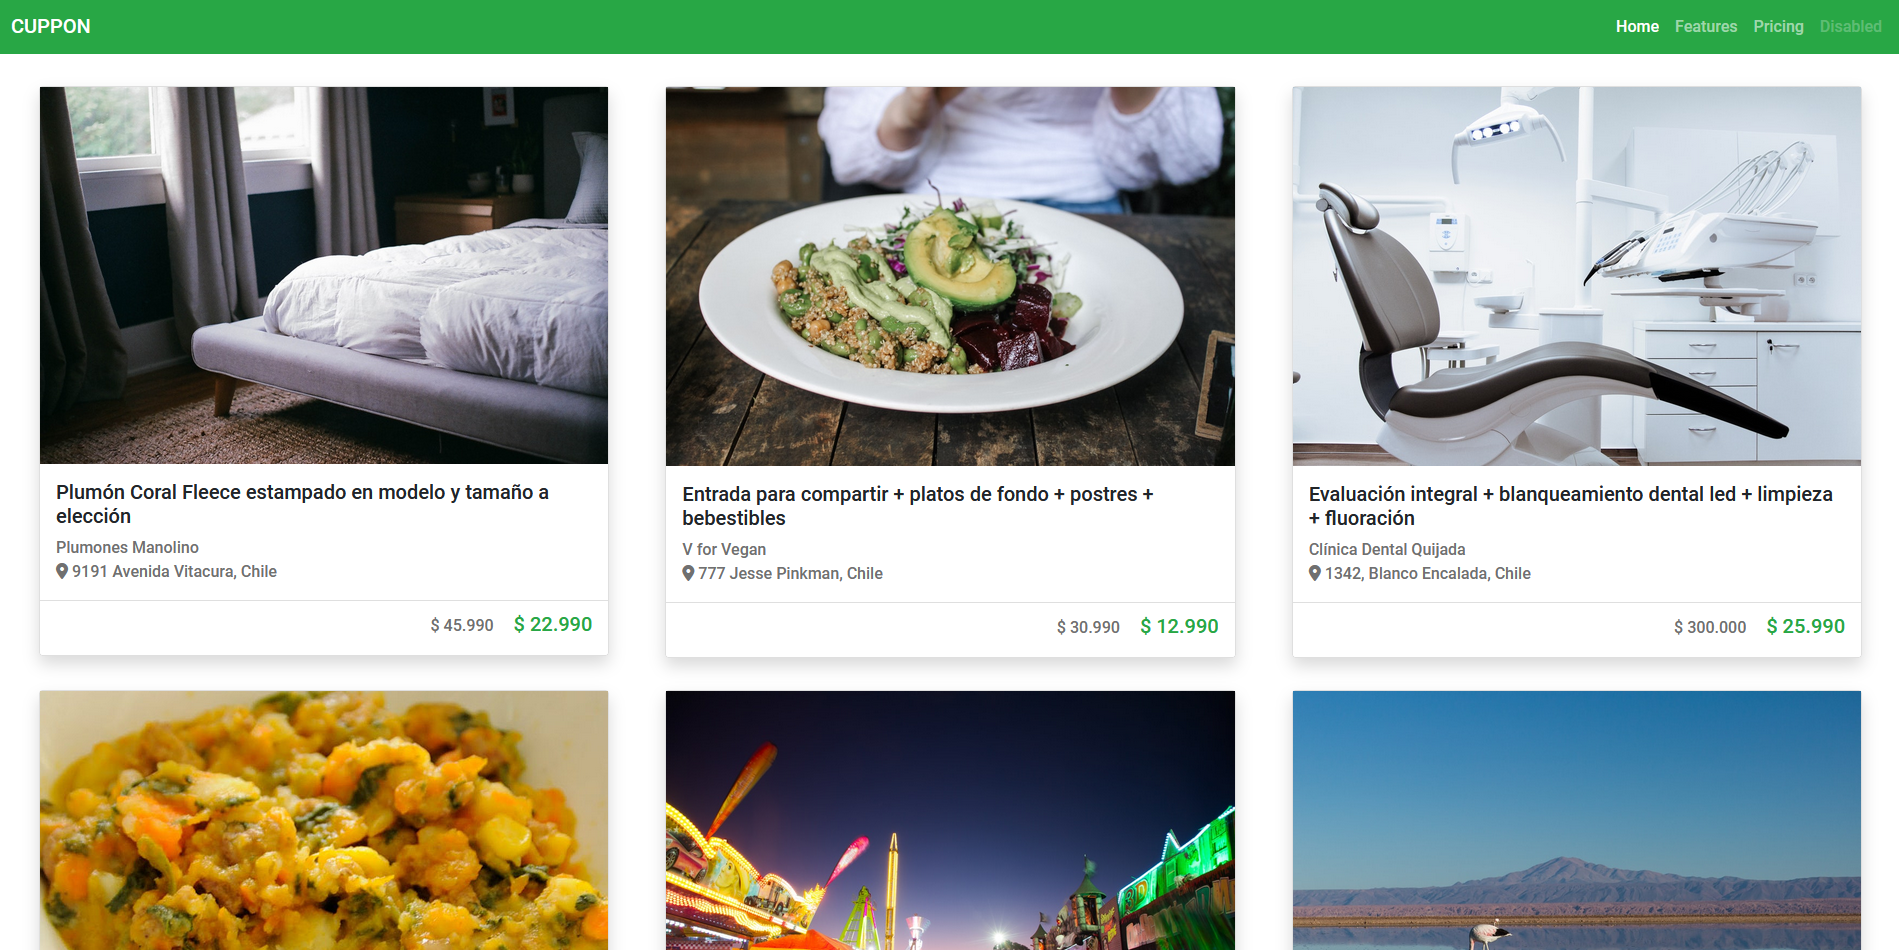 CUPPON
Home Features Pricing Disabled
Plumón Coral Fleece estampado en modelo y tamaño a
elección
Plumones Manolino
9191 Avenida Vitacura, Chile
$ 45.990 $ 22.990
Entrada para compartir + platos de fondo + postres +
bebestibles
V for Vegan
777 Jesse Pinkman, Chile
$ 30.990 $ 12.990
Evaluación integral + blanqueamiento dental led + limpieza
+ fluoración
Clínica Dental Quijada
1342, Blanco Encalada, Chile
$ 300.000 $ 25.990